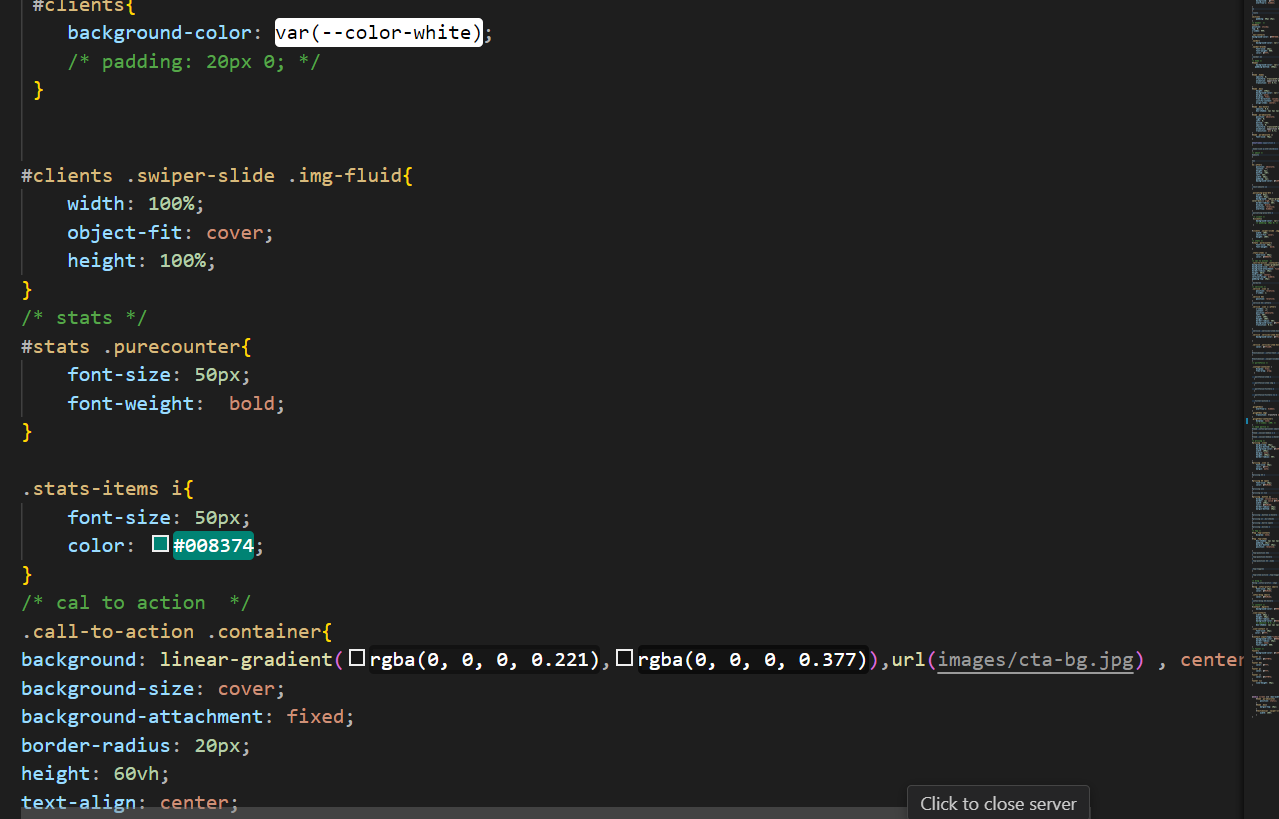 #clients{
background-color: var(--color-white);
/* padding: 20px 0; */
}
#clients .swiper-slide .img-fluid{
width: 100%;
object-fit: cover;
height: 100%;
}
/* stats */
#stats .purecounter{
font-size: 50px;
font-weight:  bold;
}
.stats-items i{
font-size: 50px;
color: #008374;
}
/* cal to action  */
.call-to-action .container{
background: linear-gradient(rgba(0, 0, 0, 0.221),rgba(0, 0, 0, 0.377)),url(images/cta-bg.jpg) , center
background-size: cover;
background-attachment: fixed;
border-radius: 20px;
height: 60vh;
text-align: center;
Click to close server